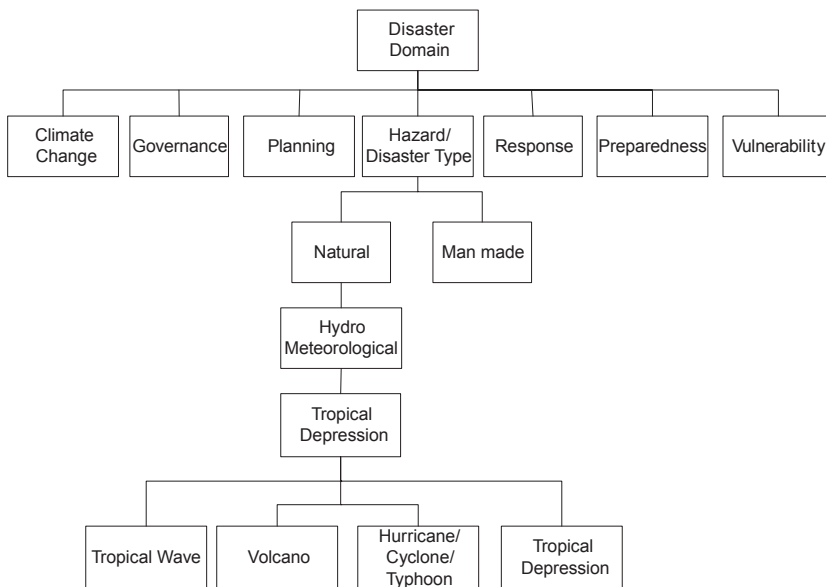 Disaster
Domain
Climate
Change
Governance
Planning
Hazard/
Disaster Type
Response
Preparedness
Vulnerability
Natural
Man made
Hydro
Meteorological
Tropical
Depression
Tropical Wave
Volcano
Hurricane/
Cyclone/
Typhoon
Tropical
Depression